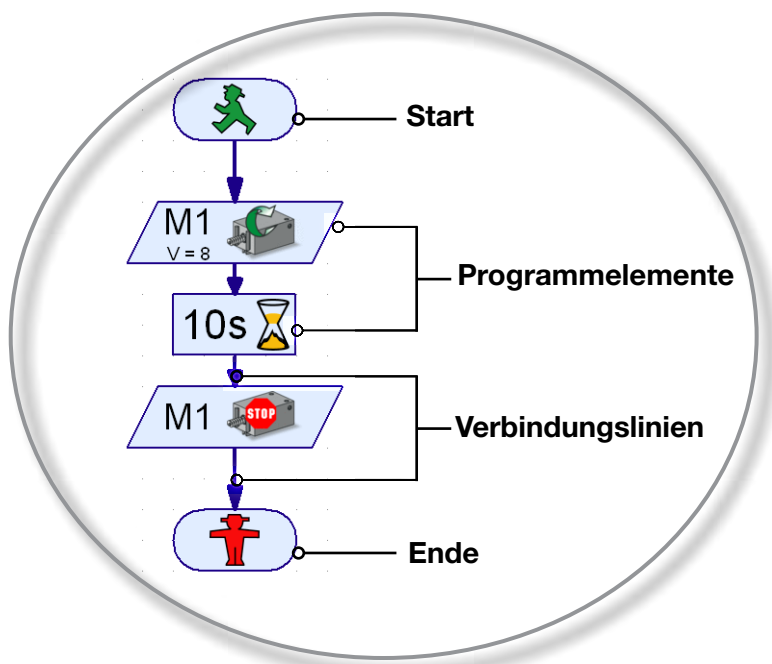 Start
M1
V = 8
Programmelemente
10s
M1
STOP
Verbindungslinien
Ende